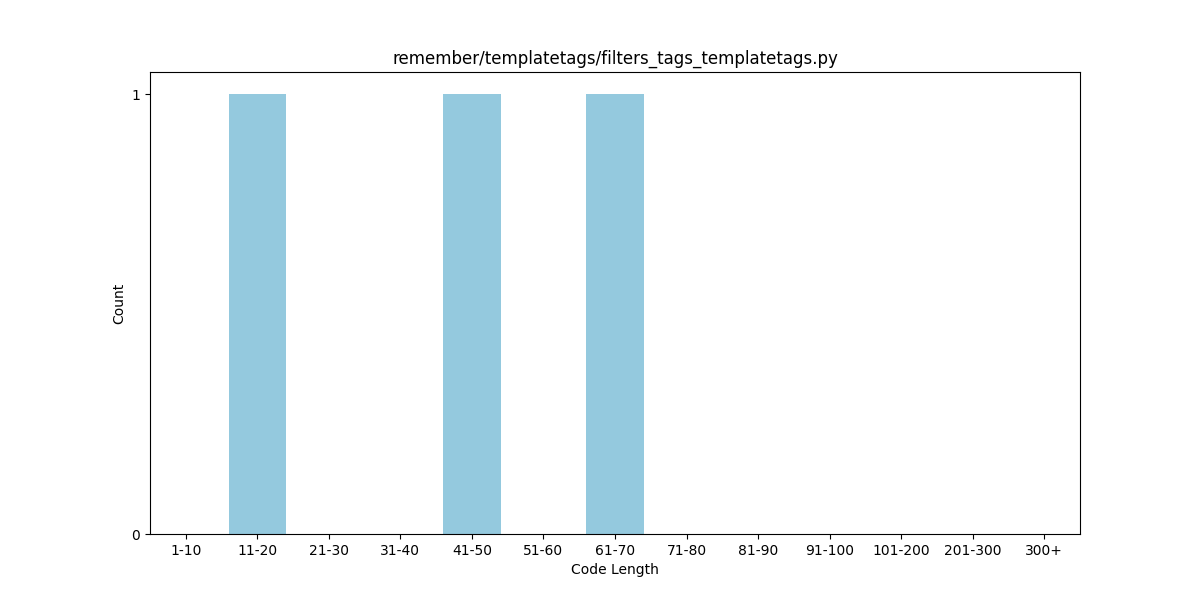 remember/templatetags/filters_tags_templatetags.py
1
Count
0
1-10 11-20 21-30 31-40 41-50 51-60 61-70 71-80 81-90 91-100 101-200 201-300 300+
Code Length